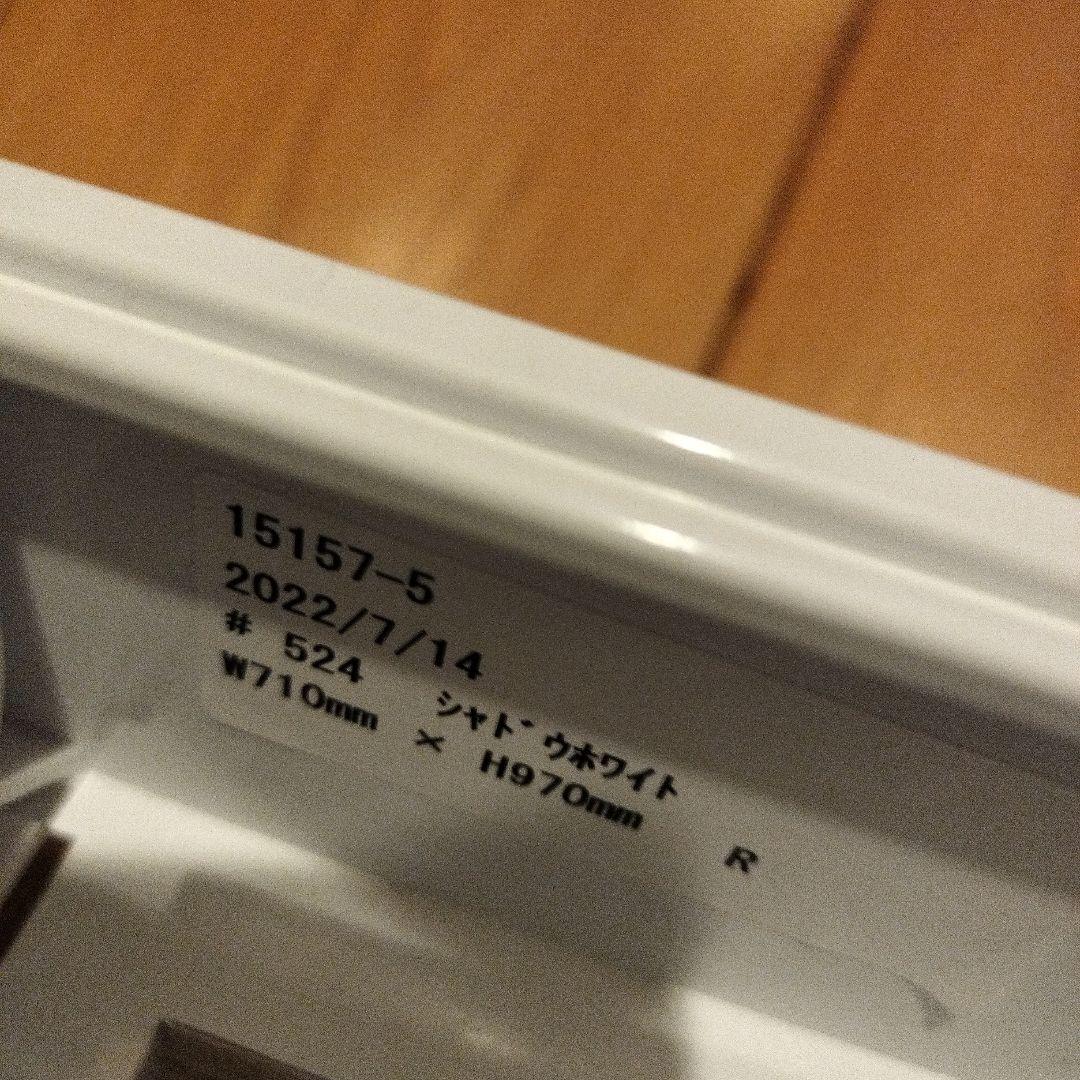 15157-5
2022/7/14
# 524 ｼｬﾄﾞｳﾎﾜｲﾄ
W710mm × H970mm R